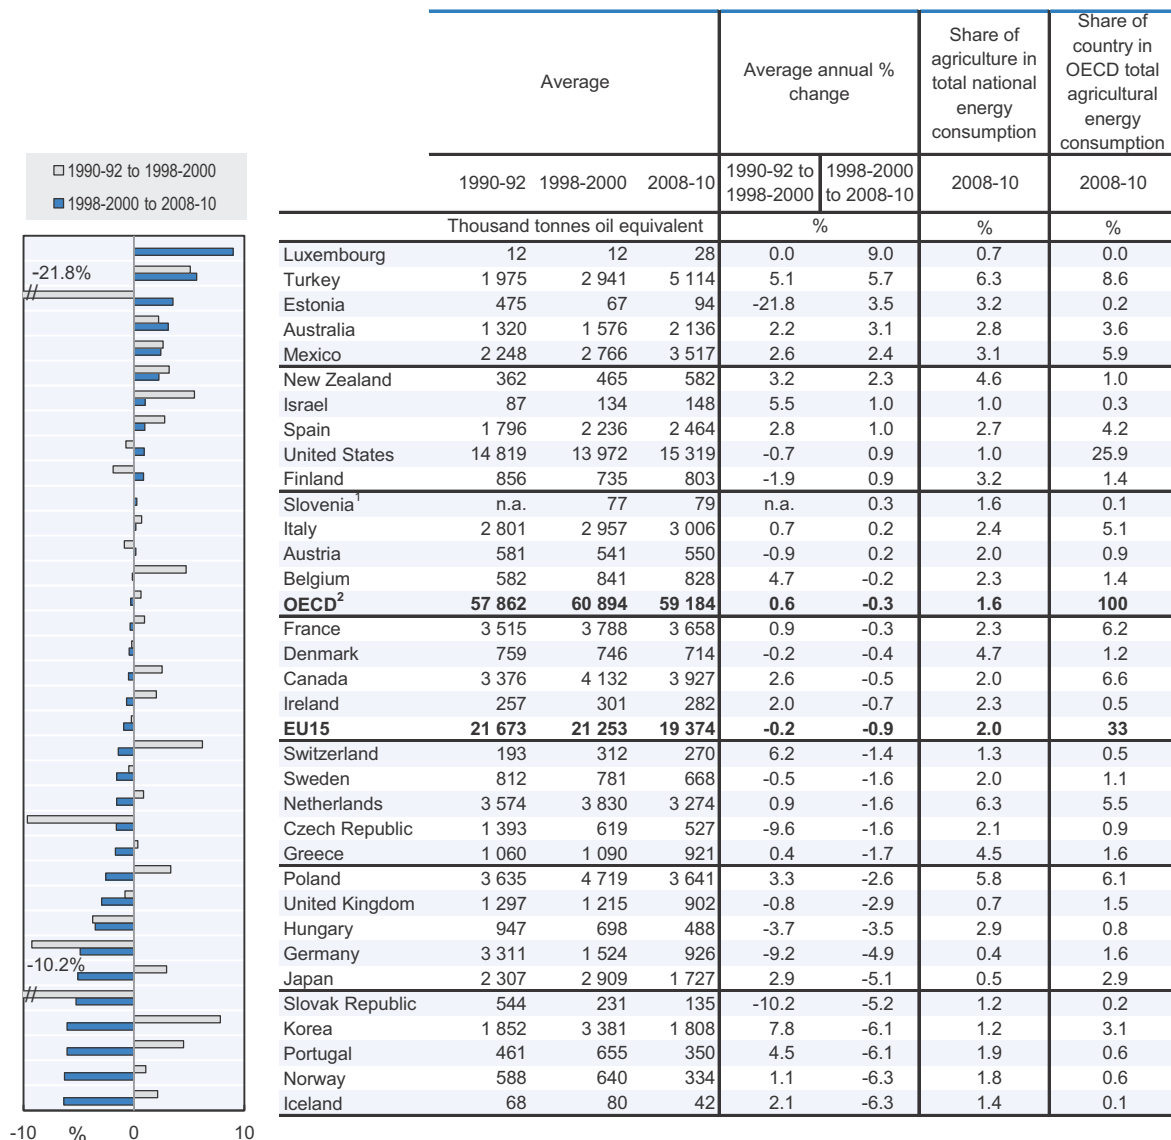 Average
Average annual %
change
Share of
agriculture in
total national
energy
consumption
Share of
country in
OECD total
agricultural
energy
consumption
1990-92 to 1998-2000
1998-2000 to 2008-10
1990-92 1998-2000 2008-10 1990-92 to 1998-2000 2008-10 2008-10
1998-2000 to 2008-10
Thousand tonnes oil equivalent % % %
Luxembourg 12 12 28 0.0 9.0 0.7 0.0
-21.8%
Turkey 1 975 2 941 5 114 5.1 5.7 6.3 8.6
Estonia 475 67 94 -21.8 3.5 3.2 0.2
Australia 1 320 1 576 2 136 2.2 3.1 2.8 3.6
Mexico 2 248 2 766 3 517 2.6 2.4 3.1 5.9
New Zealand 362 465 582 3.2 2.3 4.6 1.0
Israel 87 134 148 5.5 1.0 1.0 0.3
Spain 1 796 2 236 2 464 2.8 1.0 2.7 4.2
United States 14 819 13 972 15 319 -0.7 0.9 1.0 25.9
Finland 856 735 803 -1.9 0.9 3.2 1.4
Slovenia1 n.a. 77 79 n.a. 0.3 1.6 0.1
Italy 2 801 2 957 3 006 0.7 0.2 2.4 5.1
Austria 581 541 550 -0.9 0.2 2.0 0.9
Belgium 582 841 828 4.7 -0.2 2.3 1.4
OECD2 57 862 60 894 59 184 0.6 -0.3 1.6 100
France 3 515 3 788 3 658 0.9 -0.3 2.3 6.2
Denmark 759 746 714 -0.2 -0.4 4.7 1.2
Canada 3 376 4 132 3 927 2.6 -0.5 2.0 6.6
Ireland 257 301 282 2.0 -0.7 2.3 0.5
EU15 21 673 21 253 19 374 -0.2 -0.9 2.0 33
Switzerland 193 312 270 6.2 -1.4 1.3 0.5
Sweden 812 781 668 -0.5 -1.6 2.0 1.1
Netherlands 3 574 3 830 3 274 0.9 -1.6 6.3 5.5
Czech Republic 1 393 619 527 -9.6 -1.6 2.1 0.9
Greece 1 060 1 090 921 0.4 -1.7 4.5 1.6
Poland 3 635 4 719 3 641 3.3 -2.6 5.8 6.1
United Kingdom 1 297 1 215 902 -0.8 -2.9 0.7 1.5
Hungary 947 698 488 -3.7 -3.5 2.9 0.8
Germany 3 311 1 524 926 -9.2 -4.9 0.4 1.6
-10.2%
Japan 2 307 2 909 1 727 2.9 -5.1 0.5 2.9
Slovak Republic 544 231 135 -10.2 -5.2 1.2 0.2
Korea 1 852 3 381 1 808 7.8 -6.1 1.2 3.1
Portugal 461 655 350 4.5 -6.1 1.9 0.6
Norway 588 640 334 1.1 -6.3 1.8 0.6
Iceland 68 80 42 2.1 -6.3 1.4 0.1
-10 % 0 10